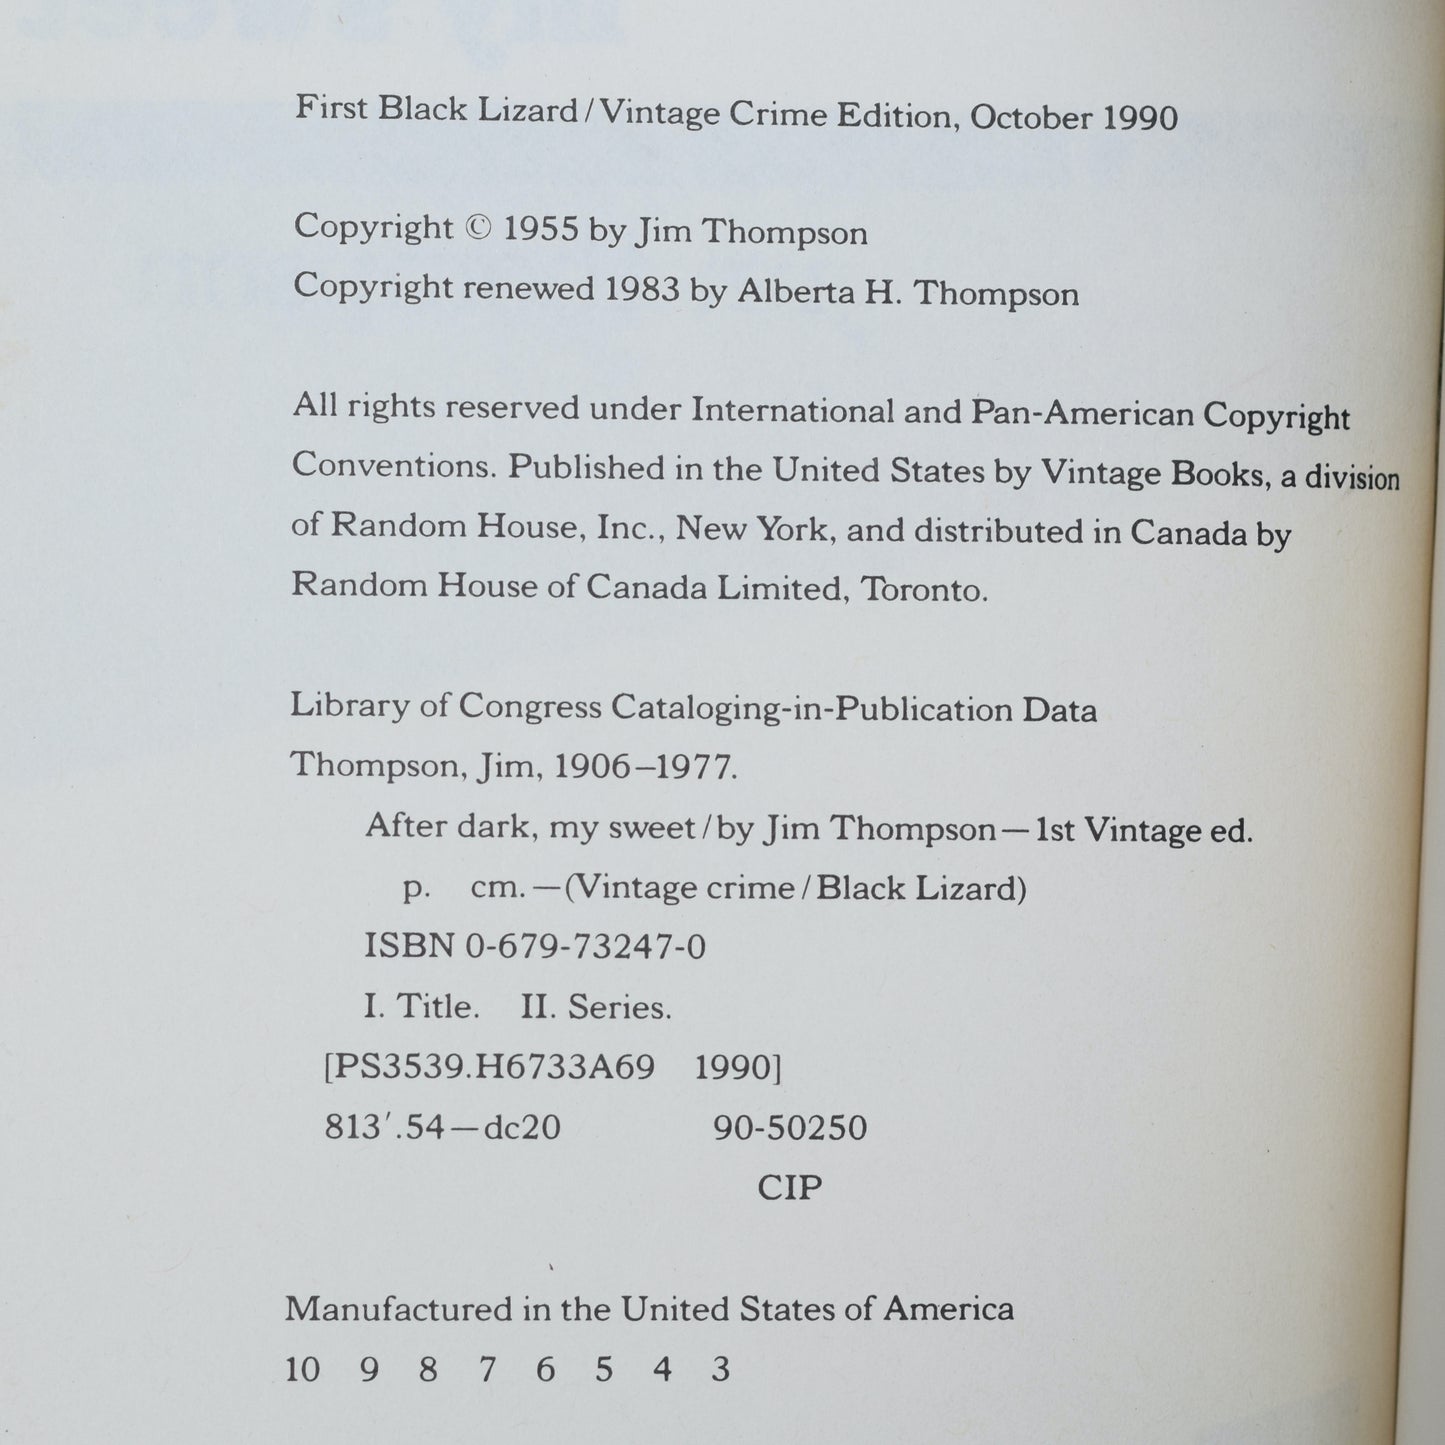 First Black Lizard/Vintage Crime Edition, October 1990
Copyright © 1955 by Jim Thompson
Copyright renewed 1983 by Alberta H. Thompson
All rights reserved under International and Pan-American Copyright
Conventions. Published in the United States by Vintage Books, a division
of Random House, Inc., New York, and distributed in Canada by
Random House of Canada Limited, Toronto.
Library of Congress Cataloging-in-Publication Data
Thompson, Jim, 1906–1977.
After dark, my sweet/by Jim Thompson—1st Vintage ed.
p. cm.—(Vintage crime/Black Lizard)
ISBN 0-679-73247-0
I. Title. II. Series.
[PS3539.H6733A69 1990]
813′.54—dc20 90-50250
CIP
Manufactured in the United States of America
10 9 8 7 6 5 4 3